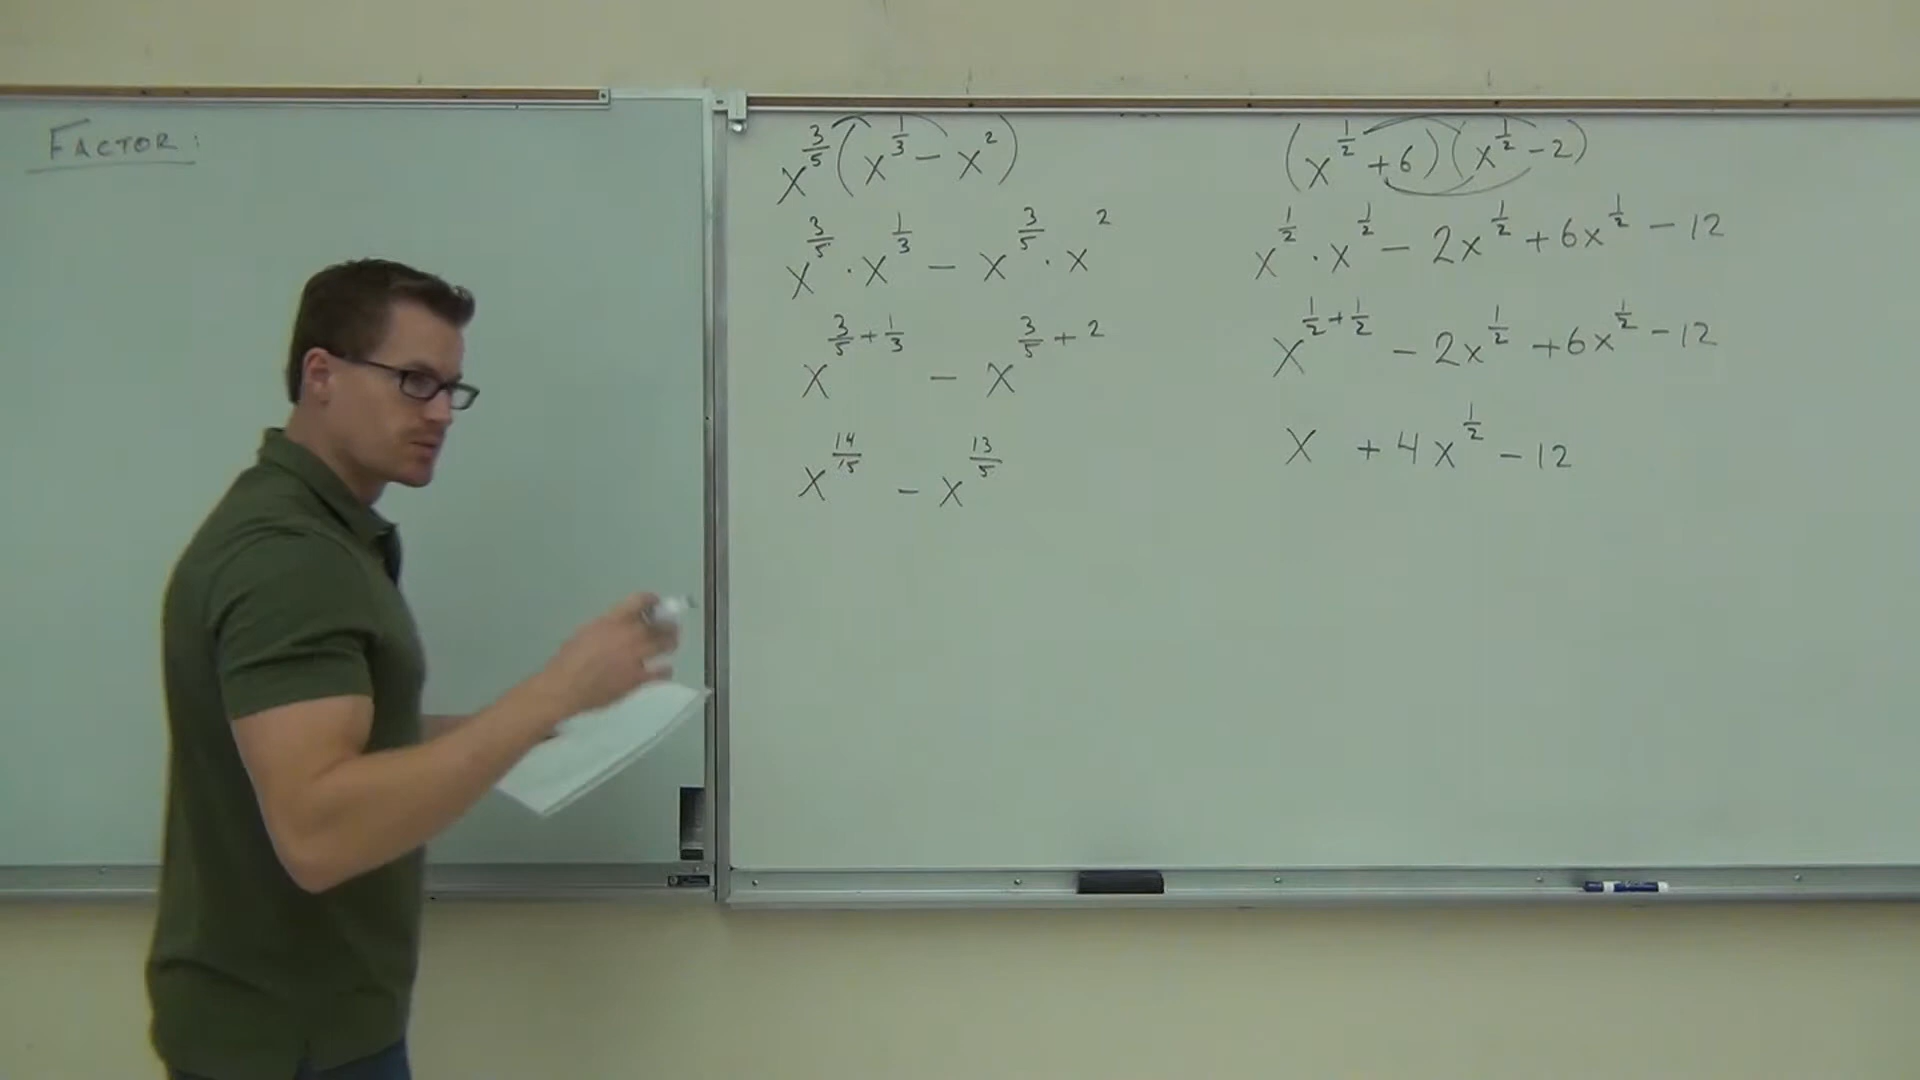 FACTOR:
x^{3/5}(x^{1/3} - x^2)
x^{3/5} · x^{1/3} - x^{3/5} · x^2
x^{3/5 + 1/3} - x^{3/5 + 2}
x^{14/15} - x^{13/5}
(x^{1/2} + 6)(x^{1/2} - 2)
x^{1/2} · x^{1/2} - 2x^{1/2} + 6x^{1/2} - 12
x^{1/2 + 1/2} - 2x^{1/2} + 6x^{1/2} - 12
x + 4x^{1/2} - 12